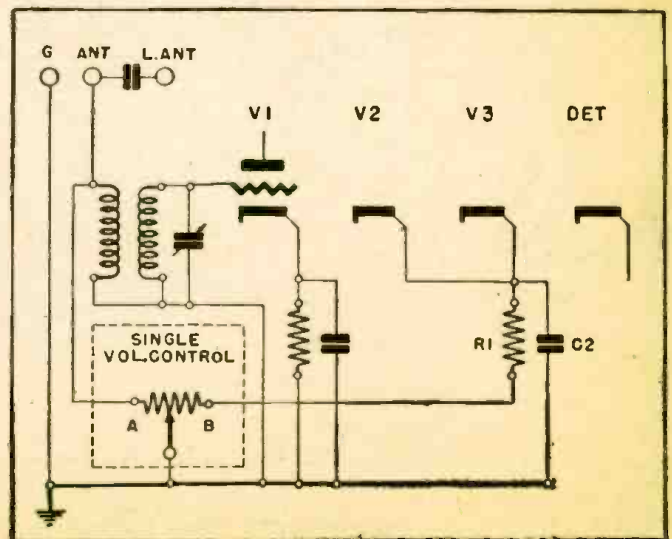 G ANT L.ANT
V1 V2 V3 DET
SINGLE
VOL.CONTROL
R1 C2
A B